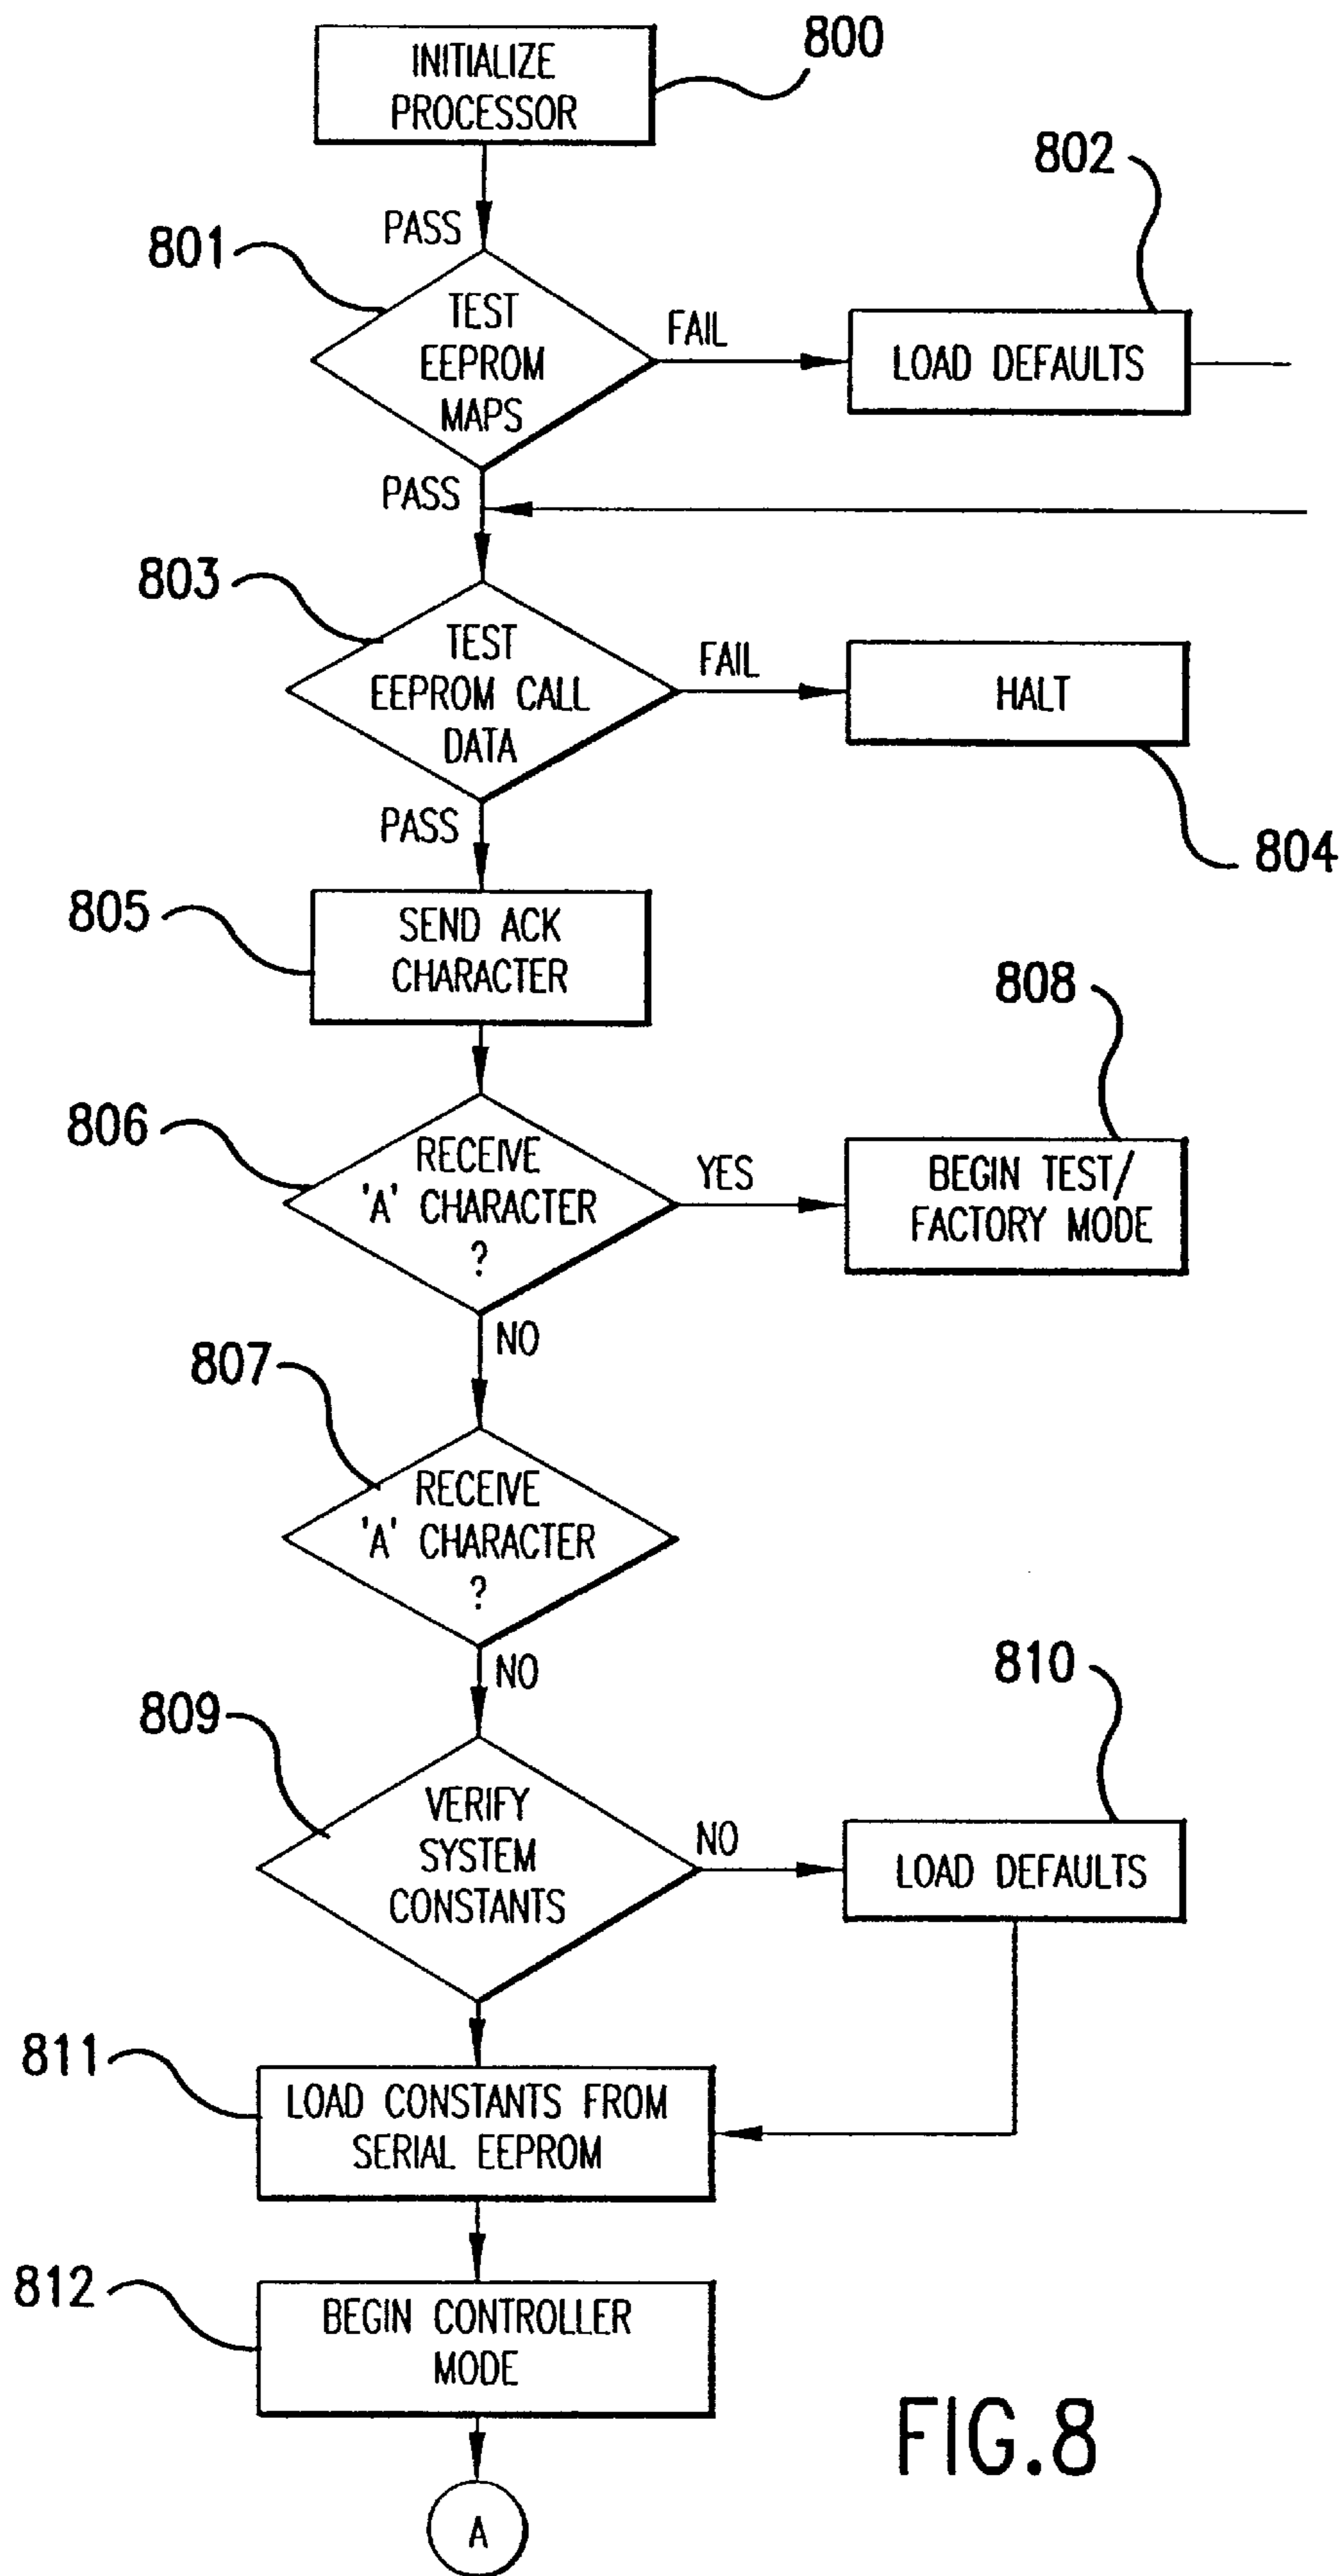 INITIALIZE
PROCESSOR
800
PASS
801
TEST
EEPROM
MAPS
FAIL
802
LOAD DEFAULTS
PASS
803
TEST
EEPROM CALL
DATA
FAIL
HALT
804
PASS
805
SEND ACK
CHARACTER
806
RECEIVE
'A' CHARACTER
?
YES
808
BEGIN TEST/
FACTORY MODE
NO
807
RECEIVE
'A' CHARACTER
?
NO
809
VERIFY
SYSTEM
CONSTANTS
NO
810
LOAD DEFAULTS
811
LOAD CONSTANTS FROM
SERIAL EEPROM
812
BEGIN CONTROLLER
MODE
A
FIG.8